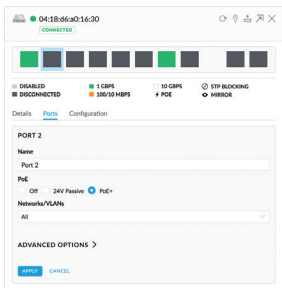 04:18:d6:a0:16:30
CONNECTED
DISABLED 1 GBPS 10 GBPS STP BLOCKING
DISCONNECTED 100/10 MBPS POE MIRROR
Details Ports Configuration
PORT 2
Name
Port 2
PoE
Off 24V Passive PoE+
Networks/VLANs
All
ADVANCED OPTIONS
APPLY CANCEL